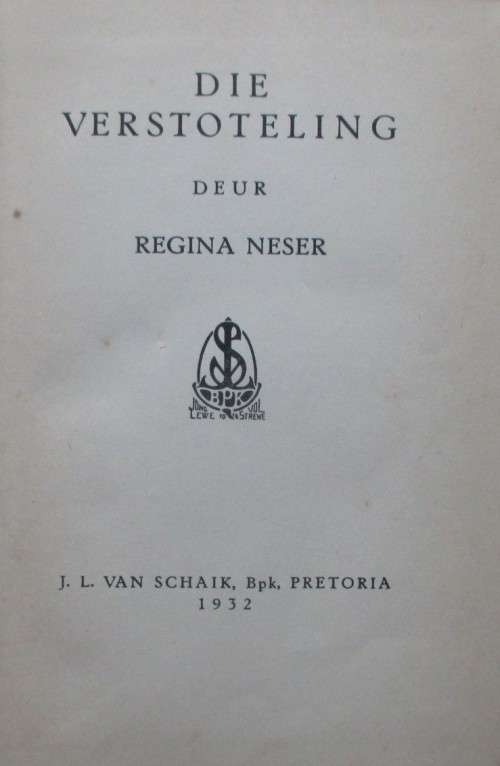 DIE
VERSTOTELING
DEUR
REGINA NESER
BPK
JONG VOL
LEWE STREWE
J. L. VAN SCHAIK, Bpk, PRETORIA
1932